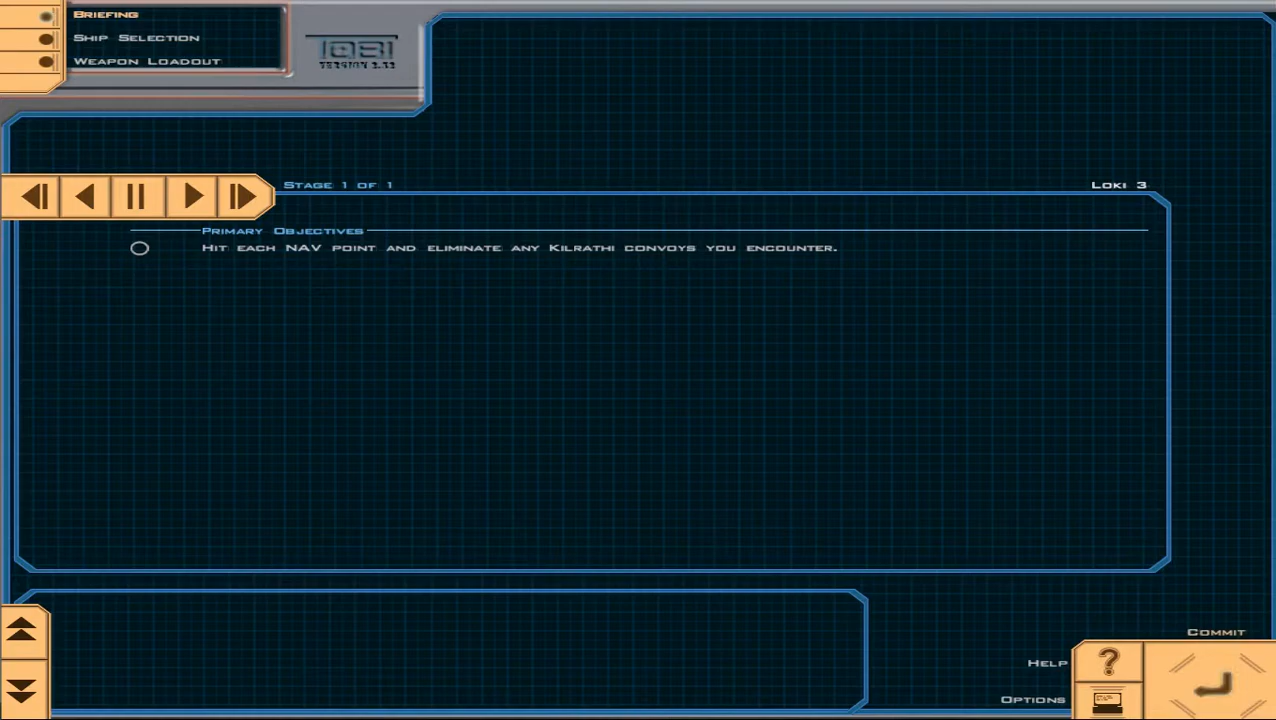 Briefing
Ship Selection
Weapon Loadout
Stage 1 of 1
Loki 3
Primary Objectives
Hit each NAV point and eliminate any Kilrathi convoys you encounter.
Commit
Help
?
Options